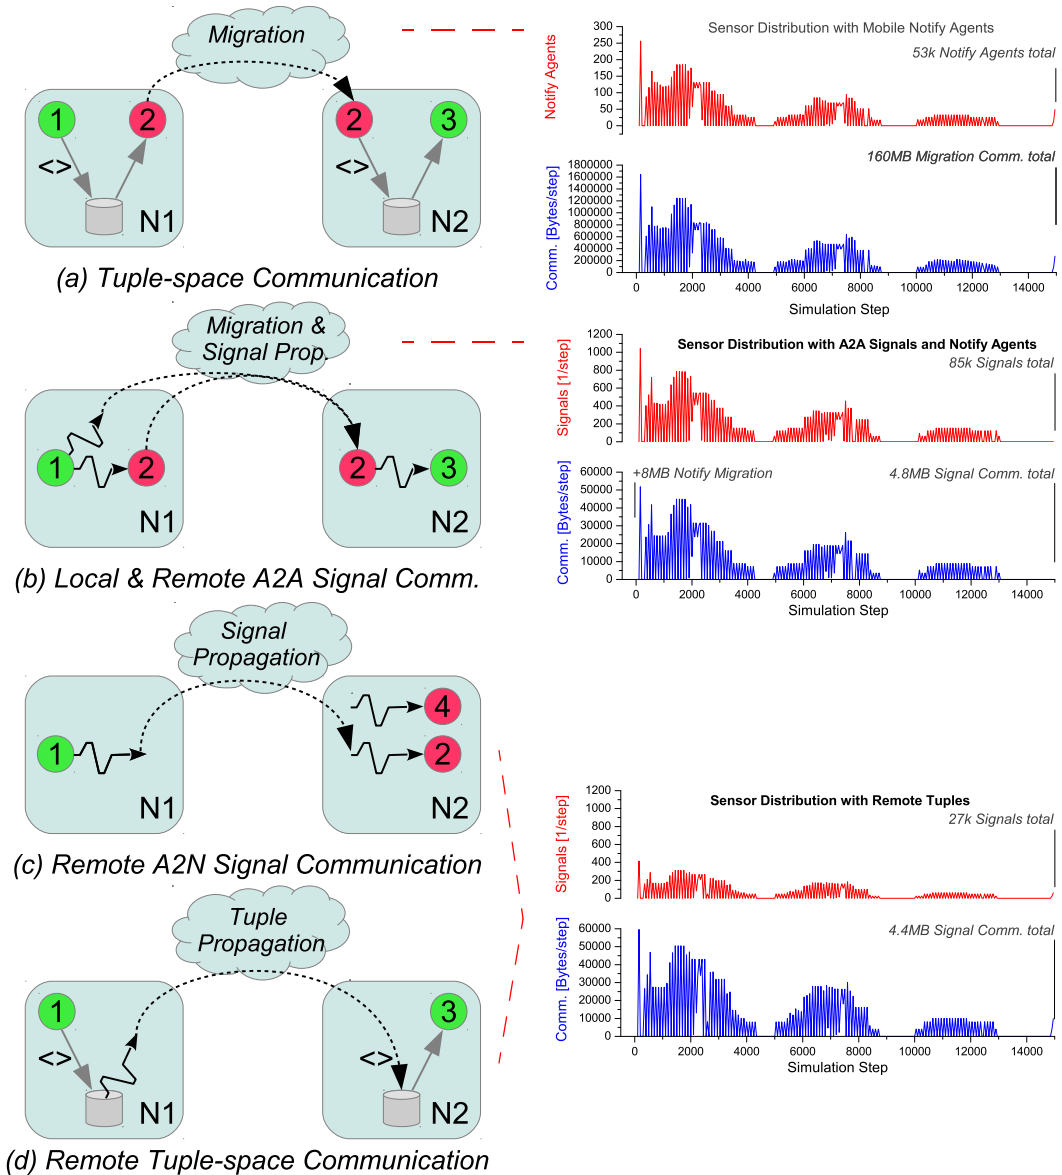 Migration
1
2
2
3
<>
<>
N1
N2
(a) Tuple-space Communication
Migration &
Signal Prop.
1
2
2
3
N1
N2
(b) Local & Remote A2A Signal Comm.
Signal
Propagation
1
4
2
N1
N2
(c) Remote A2N Signal Communication
Tuple
Propagation
1
3
<>
<>
N1
N2
(d) Remote Tuple-space Communication
Sensor Distribution with Mobile Notify Agents
53k Notify Agents total
Notify Agents
300
250
200
150
100
50
0
160MB Migration Comm. total
Comm. [Bytes/step]
1800000
1600000
1400000
1200000
1000000
800000
600000
400000
200000
0
0 2000 4000 6000 8000 10000 12000 14000
Simulation Step
Sensor Distribution with A2A Signals and Notify Agents
85k Signals total
Signals [1/step]
1200
1000
800
600
400
200
0
+8MB Notify Migration
4.8MB Signal Comm. total
Comm. [Bytes/step]
60000
50000
40000
30000
20000
10000
0
0 2000 4000 6000 8000 10000 12000 14000
Simulation Step
Sensor Distribution with Remote Tuples
27k Signals total
Signals [1/step]
1200
1000
800
600
400
200
0
4.4MB Signal Comm. total
Comm. [Bytes/step]
60000
50000
40000
30000
20000
10000
0
0 2000 4000 6000 8000 10000 12000 14000
Simulation Step